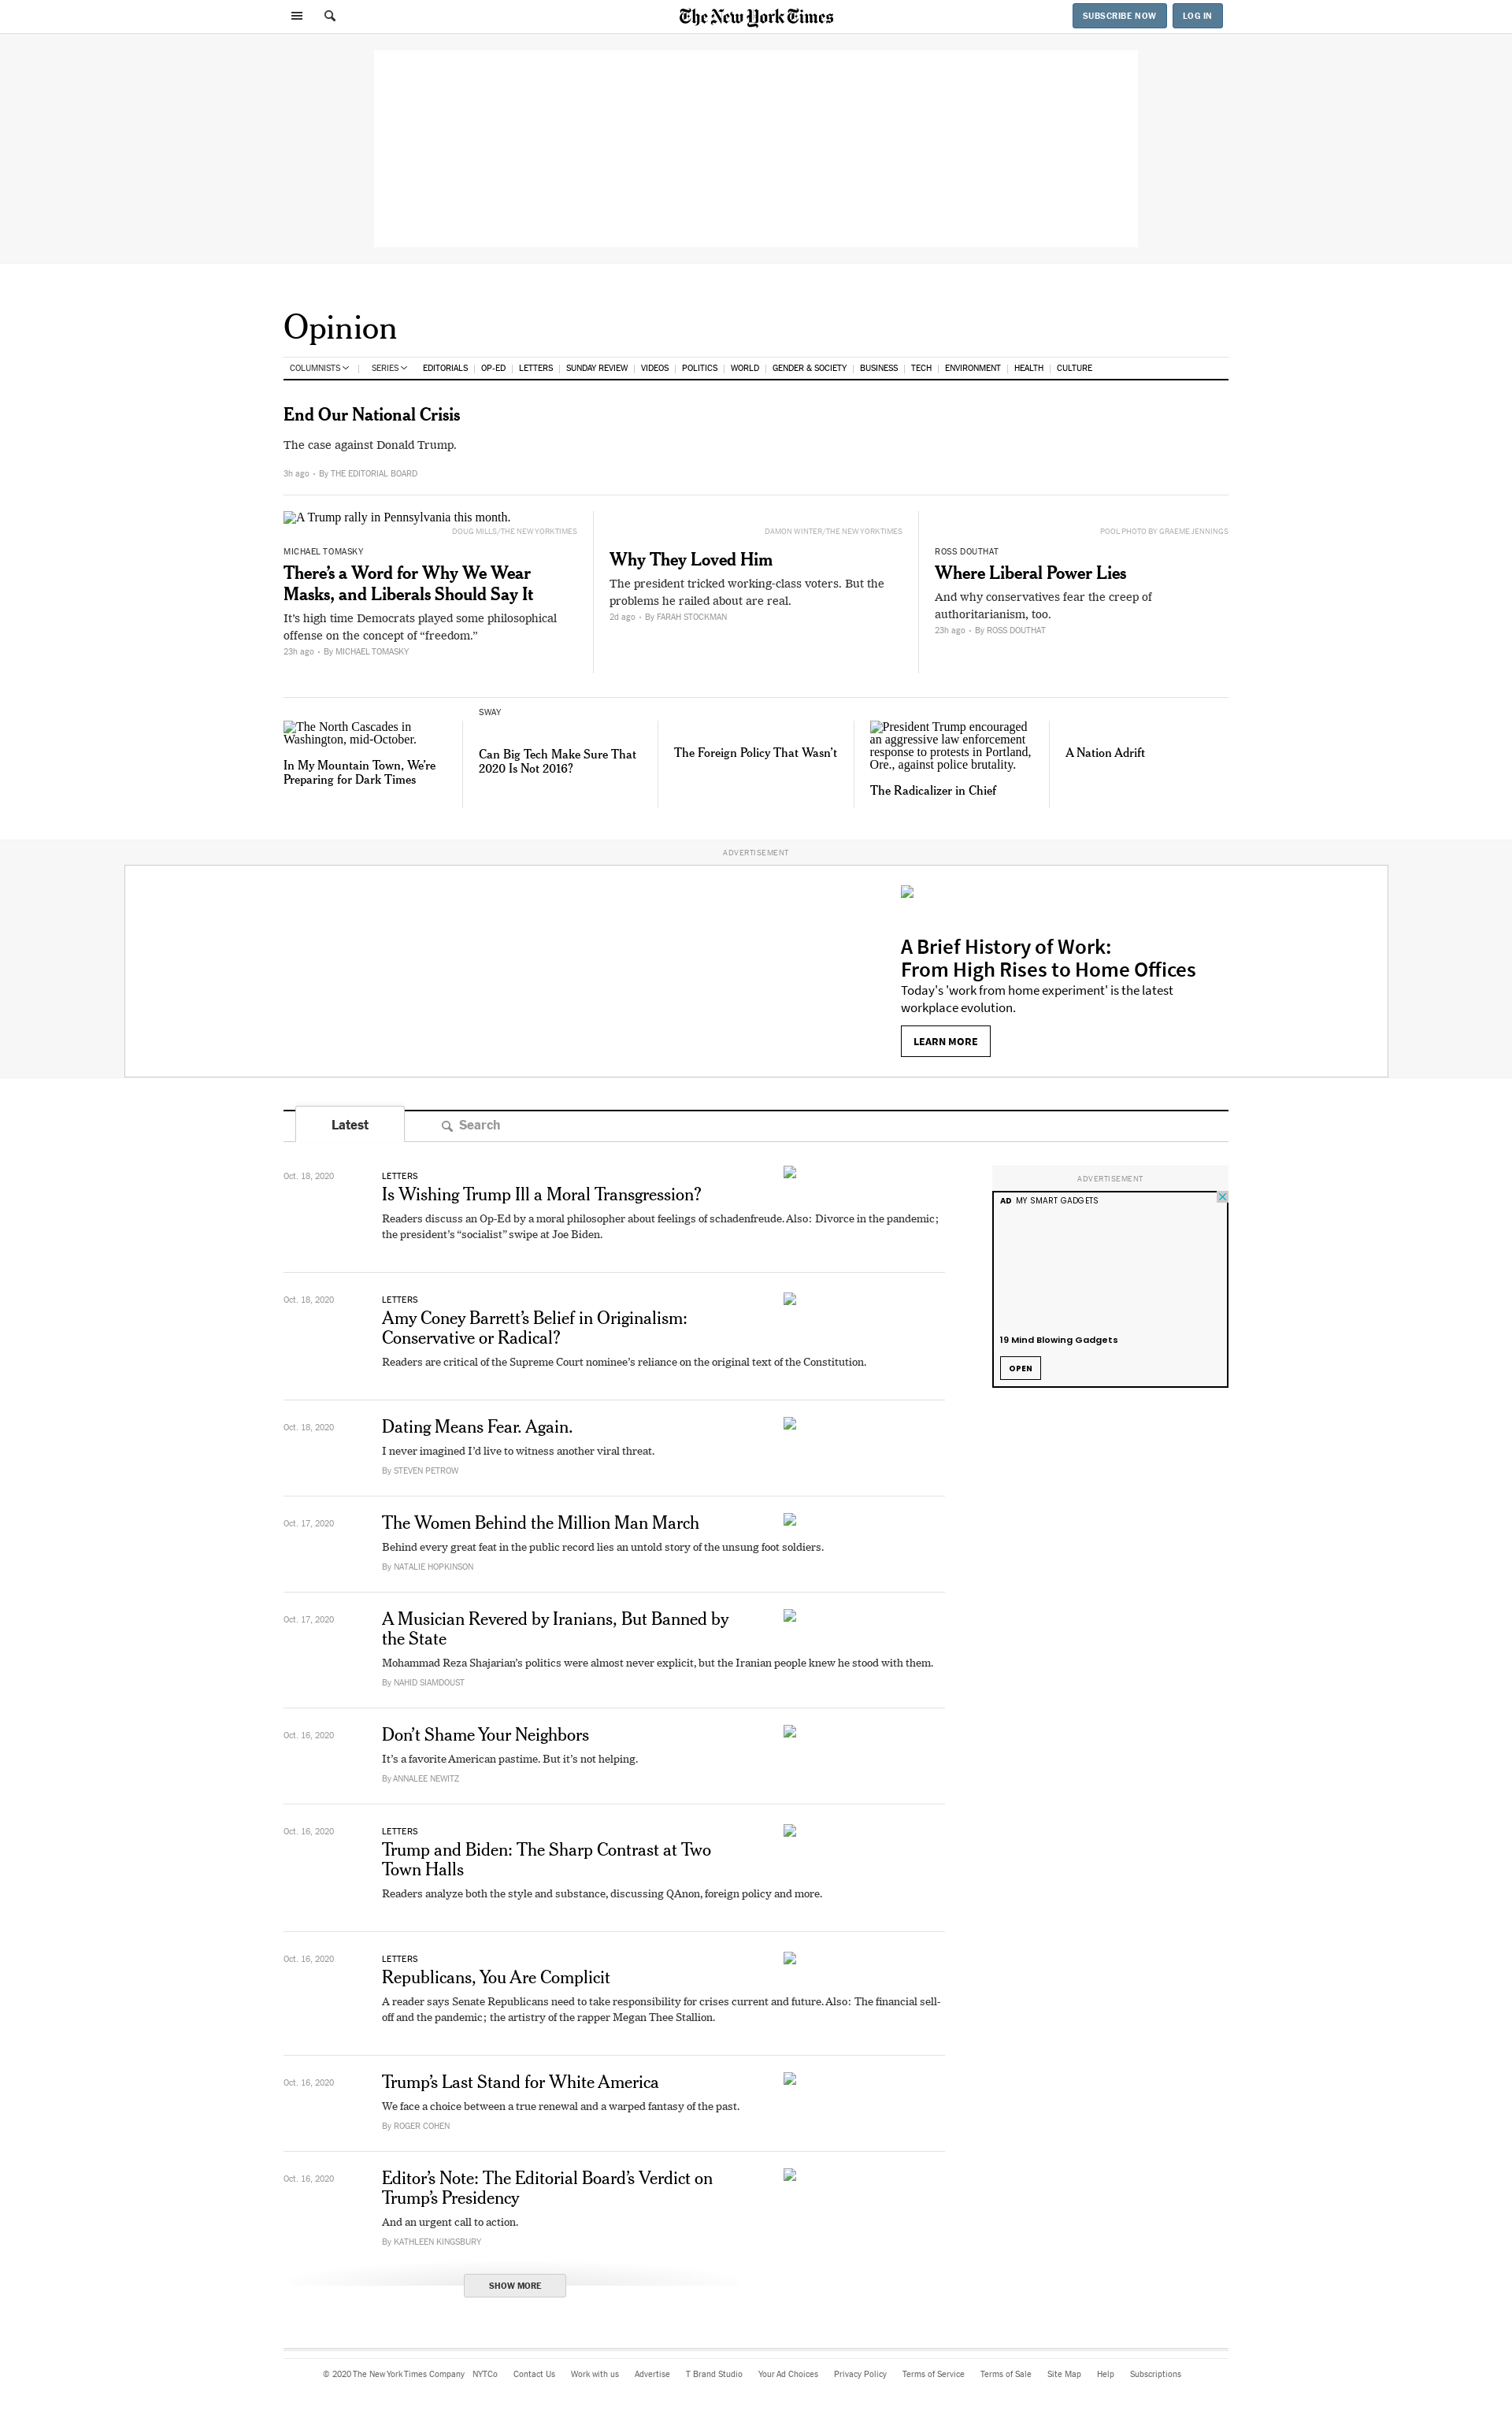 The New York Times
SUBSCRIBE NOW
LOG IN
Opinion
COLUMNISTS
SERIES
EDITORIALS
OP-ED
LETTERS
SUNDAY REVIEW
VIDEOS
POLITICS
WORLD
GENDER & SOCIETY
BUSINESS
TECH
ENVIRONMENT
HEALTH
CULTURE
End Our National Crisis
The case against Donald Trump.
3h ago • By THE EDITORIAL BOARD
A Trump rally in Pennsylvania this month.
DOUG MILLS/THE NEW YORK TIMES
MICHAEL TOMASKY
There’s a Word for Why We Wear
Masks, and Liberals Should Say It
It’s high time Democrats played some philosophical
offense on the concept of “freedom.”
23h ago • By MICHAEL TOMASKY
DAMON WINTER/THE NEW YORK TIMES
Why They Loved Him
The president tricked working-class voters. But the
problems he railed about are real.
2d ago • By FARAH STOCKMAN
POOL PHOTO BY GRAEME JENNINGS
ROSS DOUTHAT
Where Liberal Power Lies
And why conservatives fear the creep of
authoritarianism, too.
23h ago • By ROSS DOUTHAT
The North Cascades in
Washington, mid-October.
In My Mountain Town, We’re
Preparing for Dark Times
SWAY
Can Big Tech Make Sure That
2020 Is Not 2016?
The Foreign Policy That Wasn’t
President Trump encouraged
an aggressive law enforcement
response to protests in Portland,
Ore., against police brutality.
The Radicalizer in Chief
A Nation Adrift
ADVERTISEMENT
A Brief History of Work:
From High Rises to Home Offices
Today's 'work from home experiment' is the latest
workplace evolution.
LEARN MORE
Latest
Search
Oct. 18, 2020
LETTERS
Is Wishing Trump Ill a Moral Transgression?
Readers discuss an Op-Ed by a moral philosopher about feelings of schadenfreude. Also: Divorce in the pandemic;
the president’s “socialist” swipe at Joe Biden.
ADVERTISEMENT
AD MY SMART GADGETS
19 Mind Blowing Gadgets
OPEN
Oct. 18, 2020
LETTERS
Amy Coney Barrett’s Belief in Originalism:
Conservative or Radical?
Readers are critical of the Supreme Court nominee’s reliance on the original text of the Constitution.
Oct. 18, 2020
Dating Means Fear. Again.
I never imagined I’d live to witness another viral threat.
By STEVEN PETROW
Oct. 17, 2020
The Women Behind the Million Man March
Behind every great feat in the public record lies an untold story of the unsung foot soldiers.
By NATALIE HOPKINSON
Oct. 17, 2020
A Musician Revered by Iranians, But Banned by
the State
Mohammad Reza Shajarian’s politics were almost never explicit, but the Iranian people knew he stood with them.
By NAHID SIAMDOUST
Oct. 16, 2020
Don’t Shame Your Neighbors
It’s a favorite American pastime. But it’s not helping.
By ANNALEE NEWITZ
Oct. 16, 2020
LETTERS
Trump and Biden: The Sharp Contrast at Two
Town Halls
Readers analyze both the style and substance, discussing QAnon, foreign policy and more.
Oct. 16, 2020
LETTERS
Republicans, You Are Complicit
A reader says Senate Republicans need to take responsibility for crises current and future. Also: The financial sell-
off and the pandemic; the artistry of the rapper Megan Thee Stallion.
Oct. 16, 2020
Trump’s Last Stand for White America
We face a choice between a true renewal and a warped fantasy of the past.
By ROGER COHEN
Oct. 16, 2020
Editor’s Note: The Editorial Board’s Verdict on
Trump’s Presidency
And an urgent call to action.
By KATHLEEN KINGSBURY
SHOW MORE
© 2020 The New York Times Company NYTCo Contact Us Work with us Advertise T Brand Studio Your Ad Choices Privacy Policy Terms of Service Terms of Sale Site Map Help Subscriptions